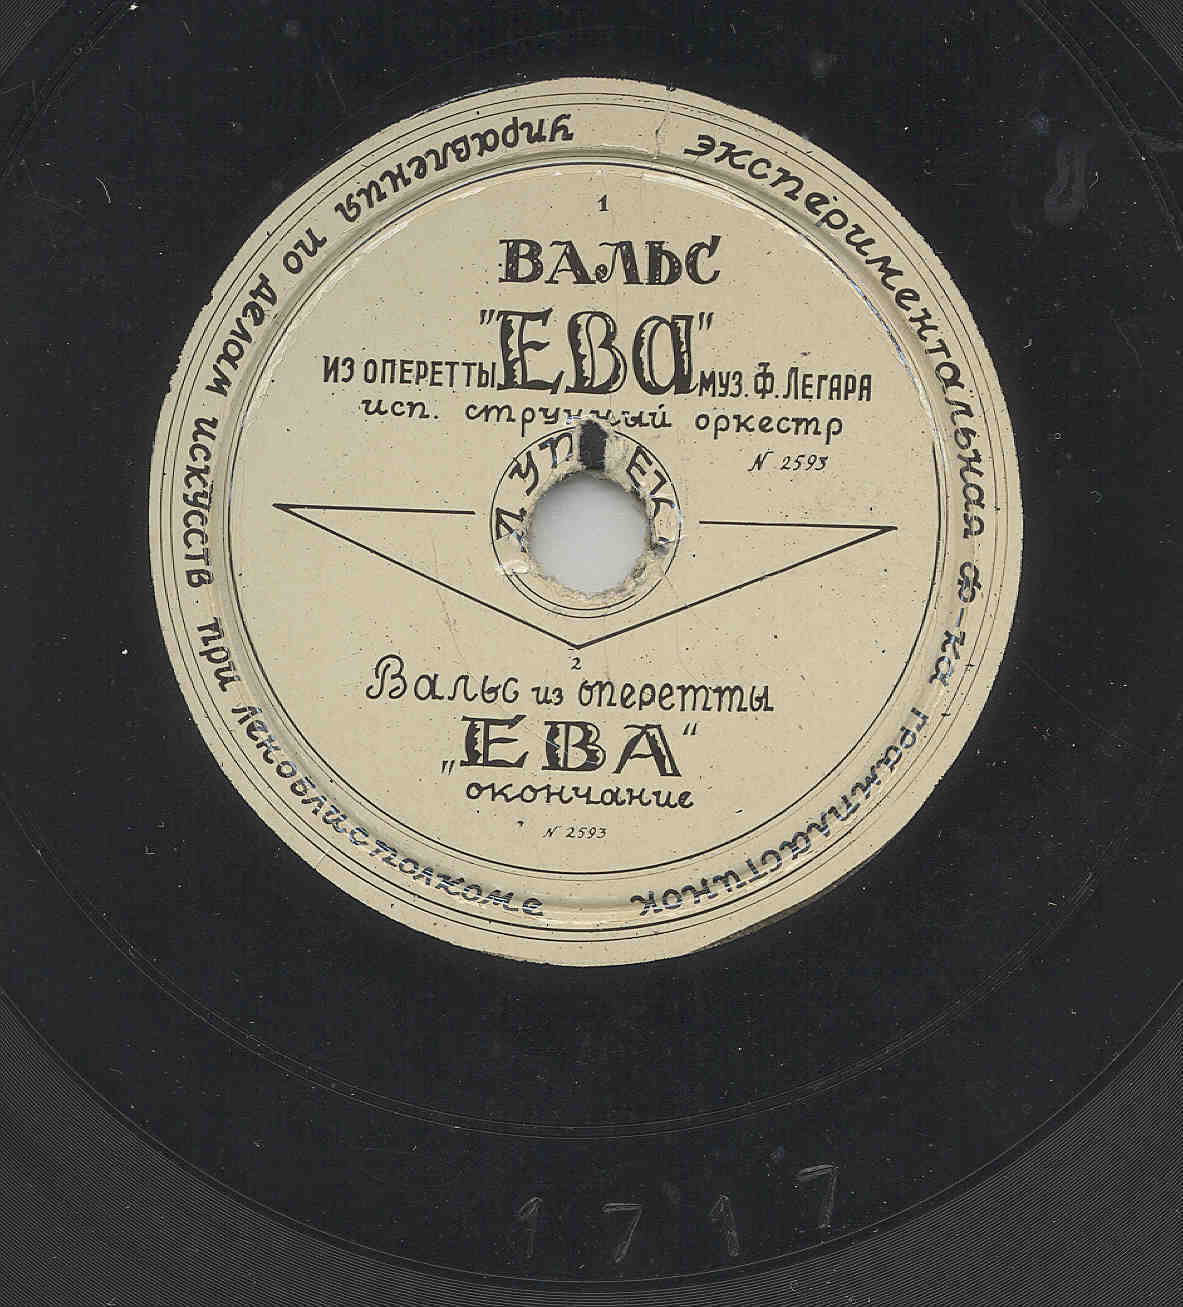 экспериментальная ф-ка грампластинок
управления по делам искусств при леноблисполкоме
1
ВАЛЬС
"ЕВа"
ИЗ ОПЕРЕТТЫ МУЗ. Ф. ЛЕГАРА
исп. струнный оркестр
N 2593
2
Вальс из оперетты
„ЕВА“
окончание
N 2593
1717